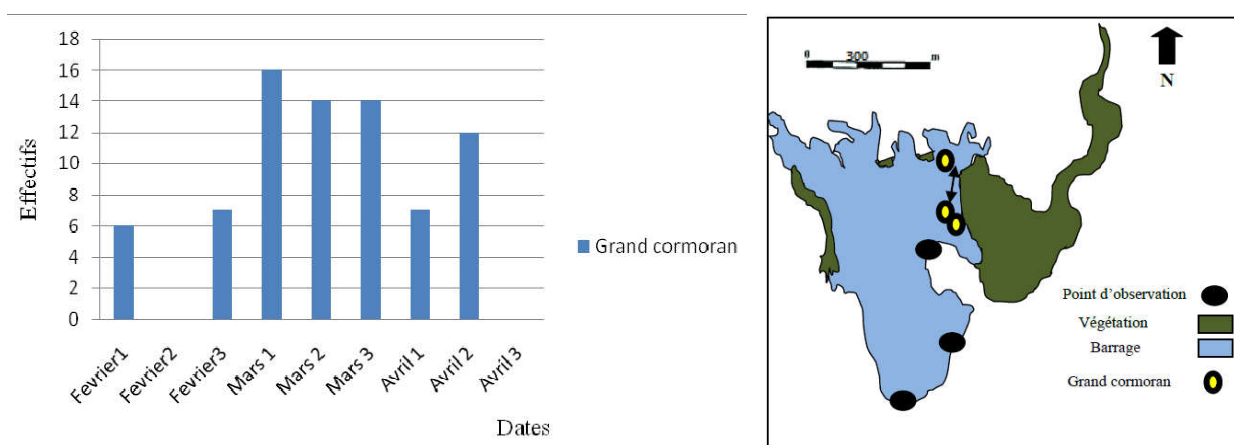 18
16
14
12
10
8
6
4
2
0
Effectifs
Fevrier1
Fevrier2
Fevrier3
Mars 1
Mars 2
Mars 3
Avril 1
Avril 2
Avril 3
Dates
Grand cormoran
0 300 m
N
Point d'observation
Végétation
Barrage
Grand cormoran